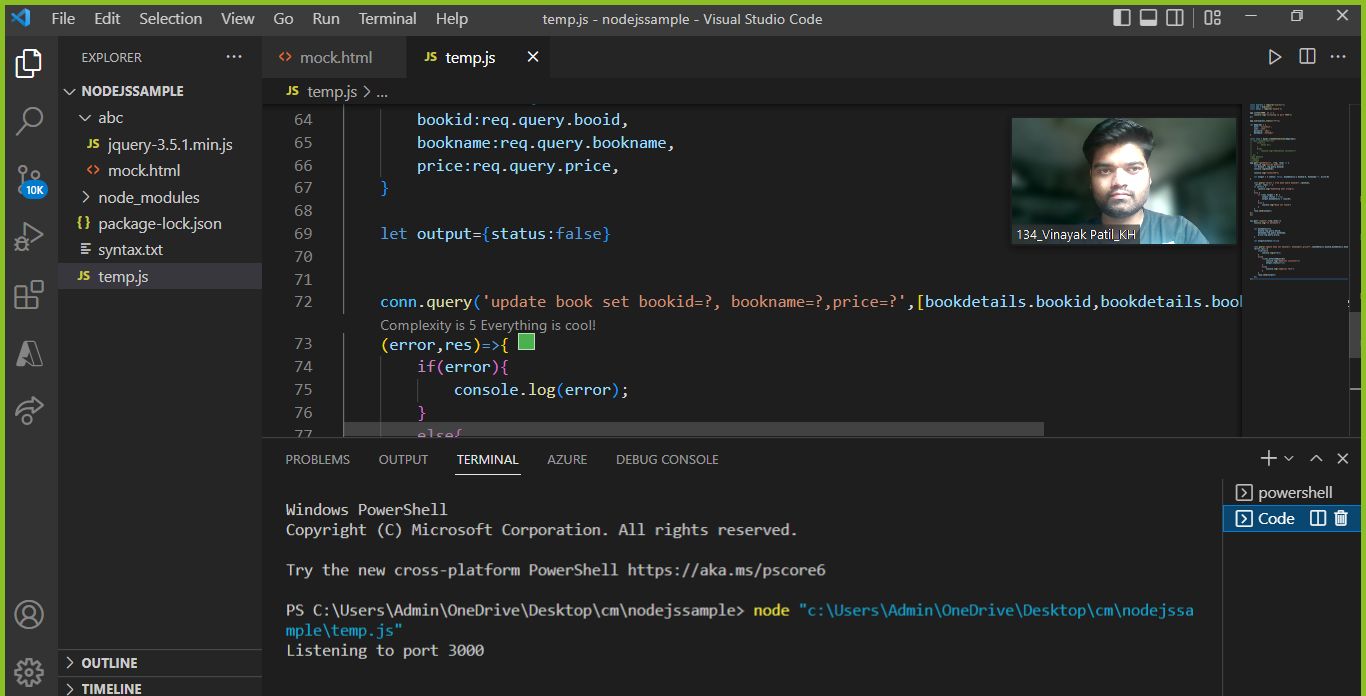 File Edit Selection View Go Run Terminal Help temp.js - nodejssample - Visual Studio Code
EXPLORER
mock.html
JS temp.js
JS temp.js > ...
NODEJSSAMPLE
abc
JS jquery-3.5.1.min.js
<> mock.html
node_modules
{} package-lock.json
syntax.txt
JS temp.js
10K
OUTLINE
TIMELINE
64 bookid:req.query.booid,
65 bookname:req.query.bookname,
66 price:req.query.price,
67 }
68
69 let output={status:false}
70
71
72 conn.query('update book set bookid=?, bookname=?,price=?',[bookdetails.bookid,bookdetails.bool
Complexity is 5 Everything is cool!
73 (error,res)=>{
74 if(error){
75 console.log(error);
76 }
77 else{
134_Vinayak Patil_KH
PROBLEMS OUTPUT TERMINAL AZURE DEBUG CONSOLE
powershell
Code
Windows PowerShell
Copyright (C) Microsoft Corporation. All rights reserved.
Try the new cross-platform PowerShell https://aka.ms/pscore6
PS C:\Users\Admin\OneDrive\Desktop\cm\nodejssample> node "c:\Users\Admin\OneDrive\Desktop\cm\nodejssa
mple\temp.js"
Listening to port 3000